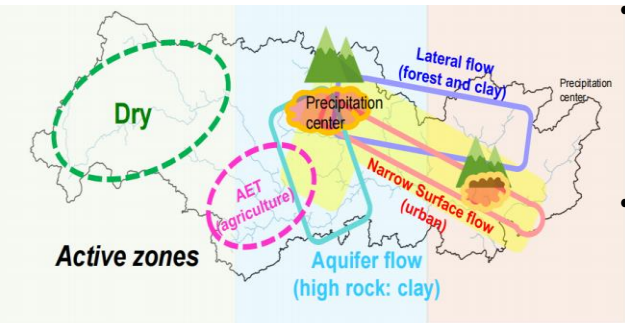 Lateral flow
(forest and clay)
Precipitation
center
Precipitation
center
Dry
AET
(agriculture)
Narrow Surface flow
(urban)
Active zones
Aquifer flow
(high rock: clay)